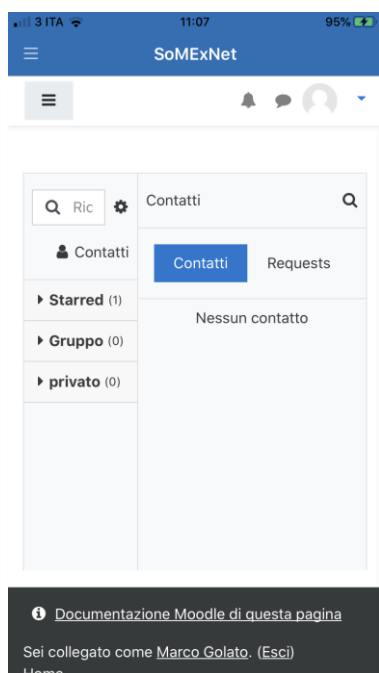 3 ITA 11:07 95%
SoMExNet
Ric Contatti
Contatti
Contatti Requests
Starred (1)
Nessun contatto
Gruppo (0)
privato (0)
Documentazione Moodle di questa pagina
Sei collegato come Marco Golato. (Esci)
Home